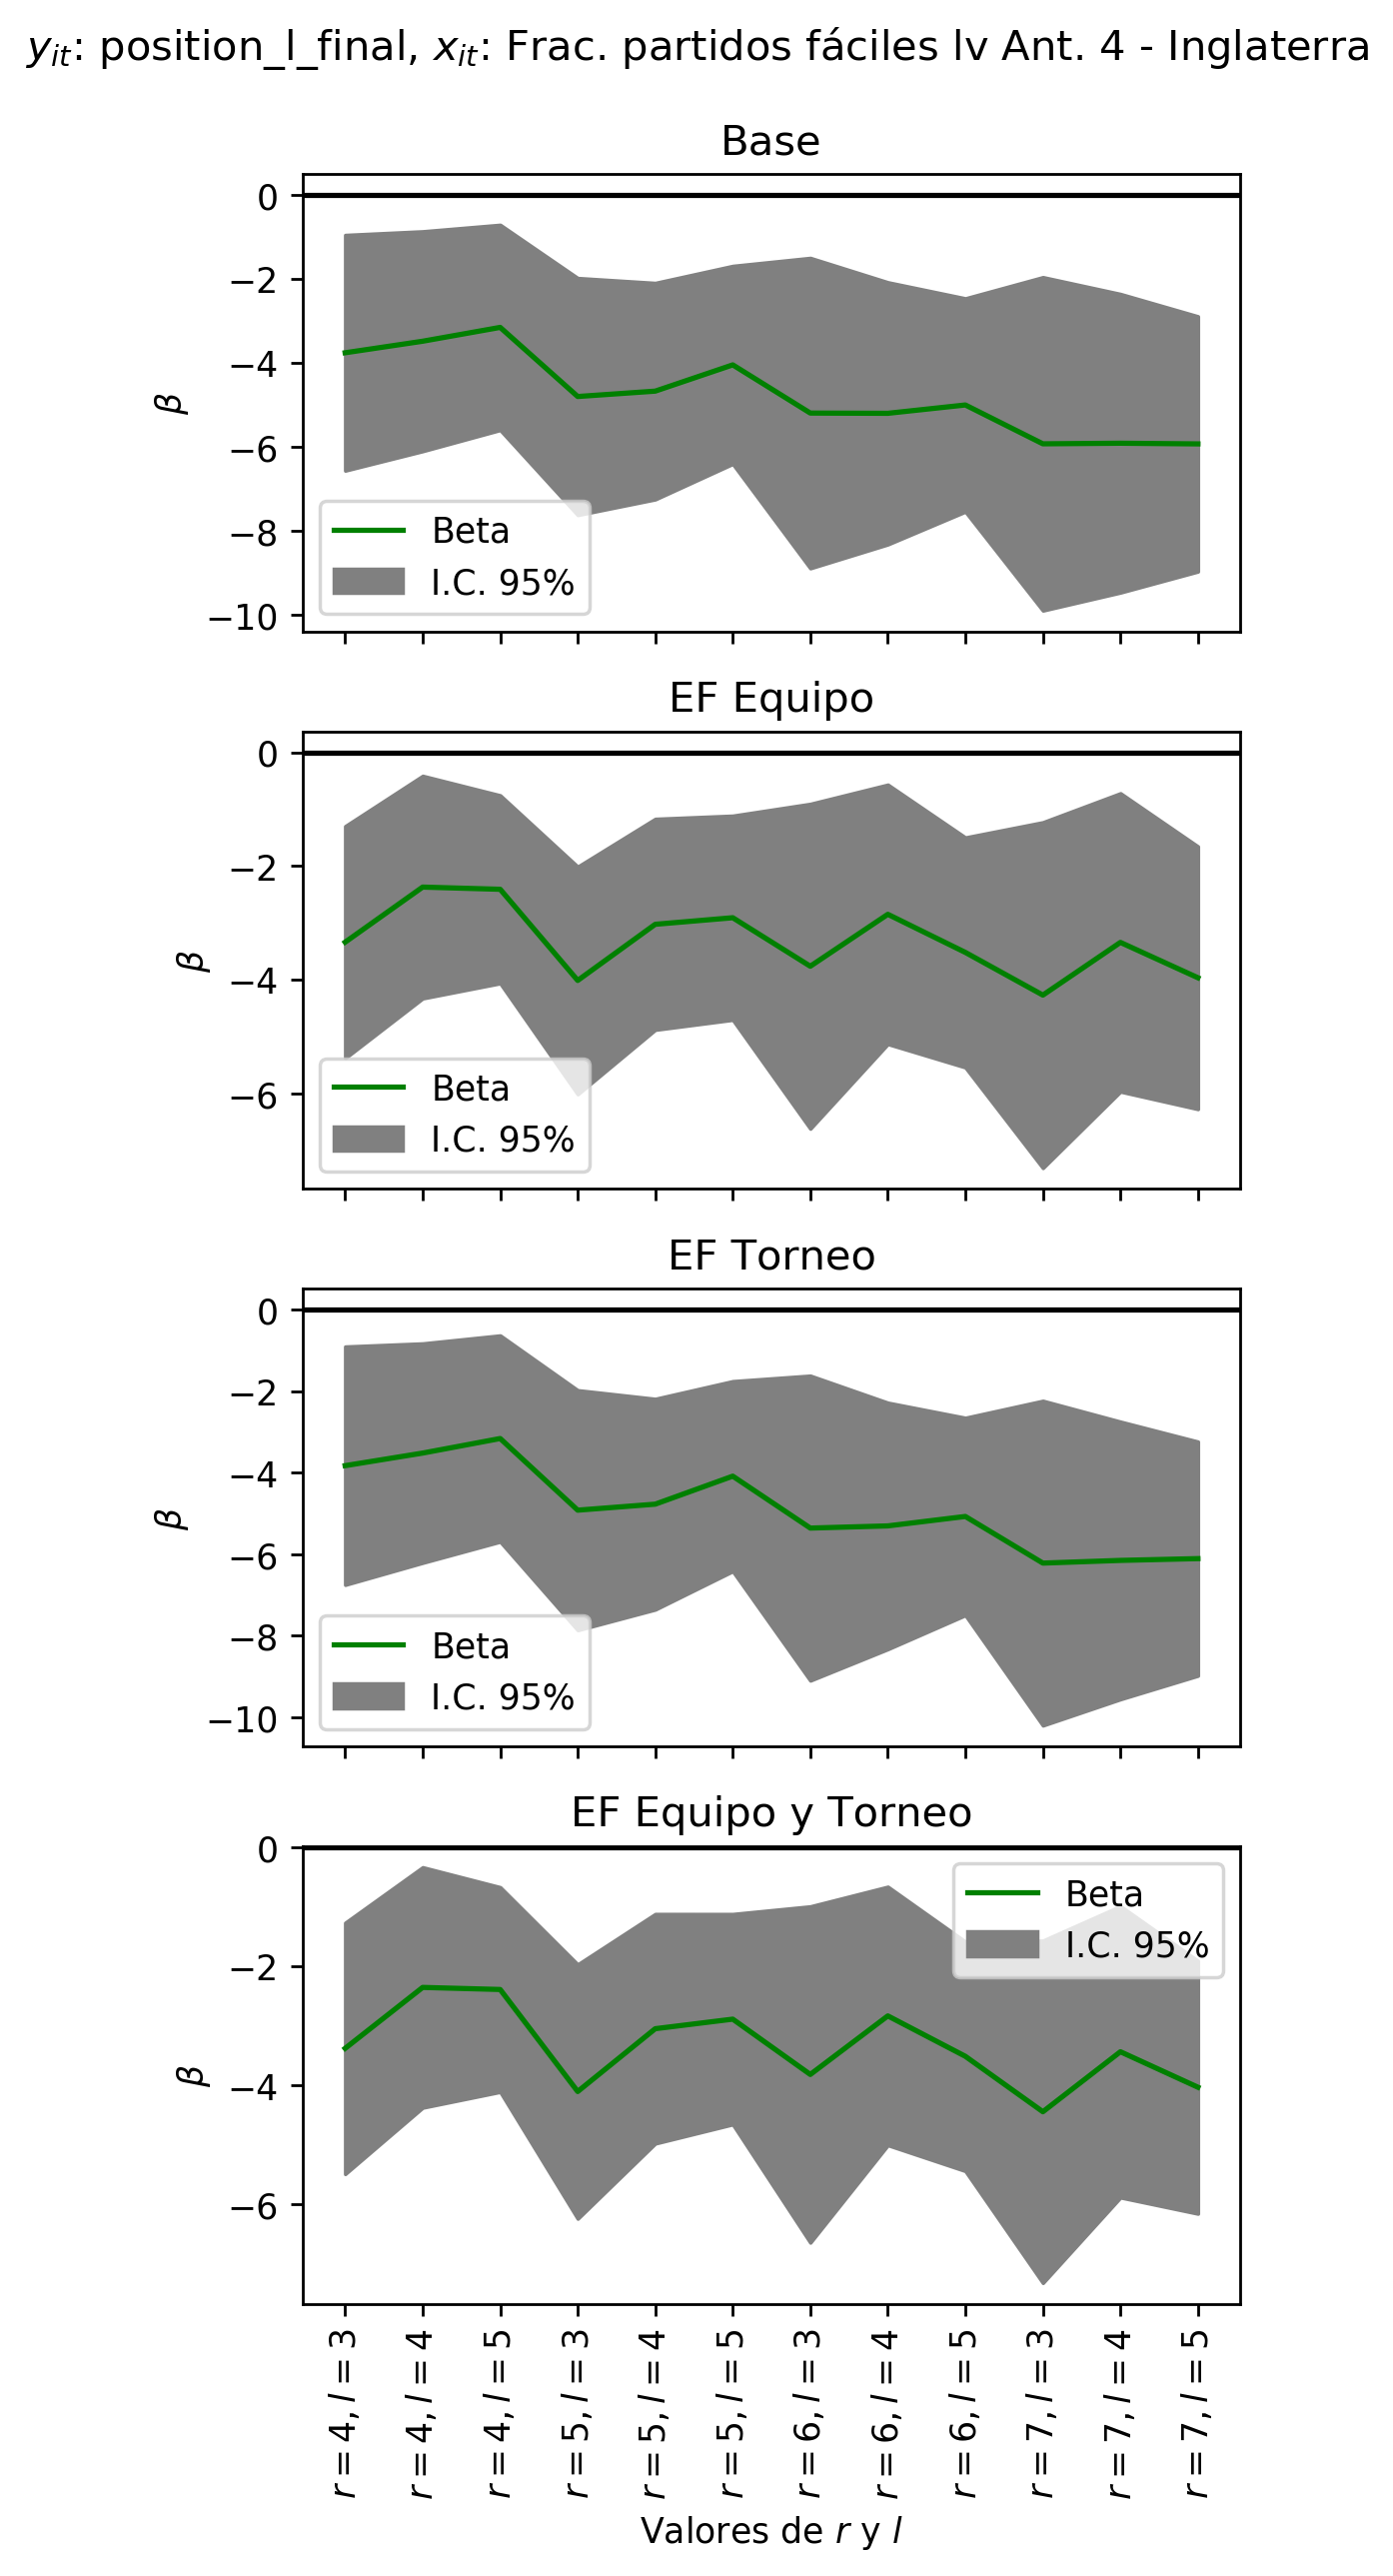 y_it: position_l_final, x_it: Frac. partidos fáciles lv Ant. 4 - Inglaterra
Base
0
−2
−4
−6
−8
−10
β
Beta
I.C. 95%
EF Equipo
0
−2
−4
−6
β
Beta
I.C. 95%
EF Torneo
0
−2
−4
−6
−8
−10
β
Beta
I.C. 95%
EF Equipo y Torneo
0
−2
−4
−6
β
Beta
I.C. 95%
r = 4, l = 3
r = 4, l = 4
r = 4, l = 5
r = 5, l = 3
r = 5, l = 4
r = 5, l = 5
r = 6, l = 3
r = 6, l = 4
r = 6, l = 5
r = 7, l = 3
r = 7, l = 4
r = 7, l = 5
Valores de r y l